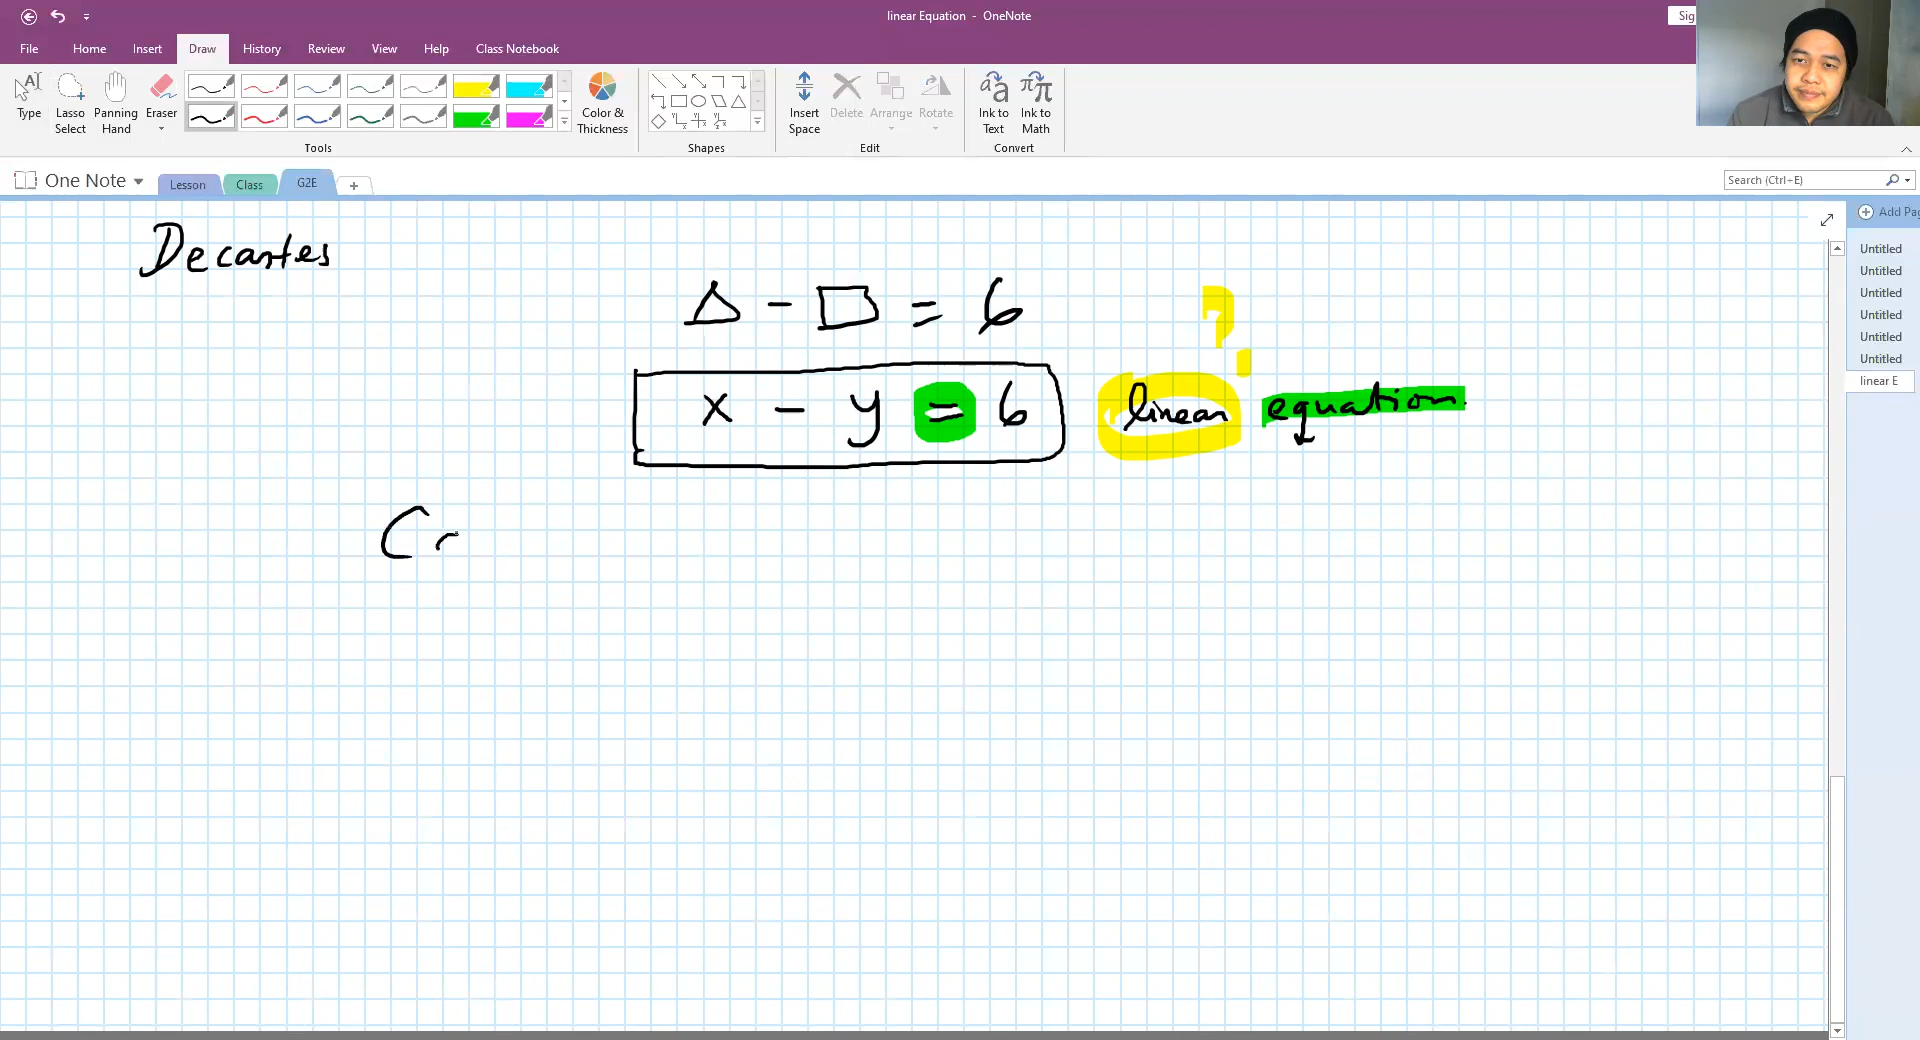 linear Equation - OneNote
Sig
File Home Insert Draw History Review View Help Class Notebook
Type Lasso Select Panning Hand Eraser Color & Thickness Insert Space Delete Arrange Rotate Ink to Text Ink to Math
Tools Shapes Edit Convert
One Note Lesson Class G2E Search (Ctrl+E)
Add Pag
Untitled
Untitled
Untitled
Untitled
Untitled
Untitled
linear E
Decartes
Δ - □ = 6
?
x - y = 6 linear equation
C